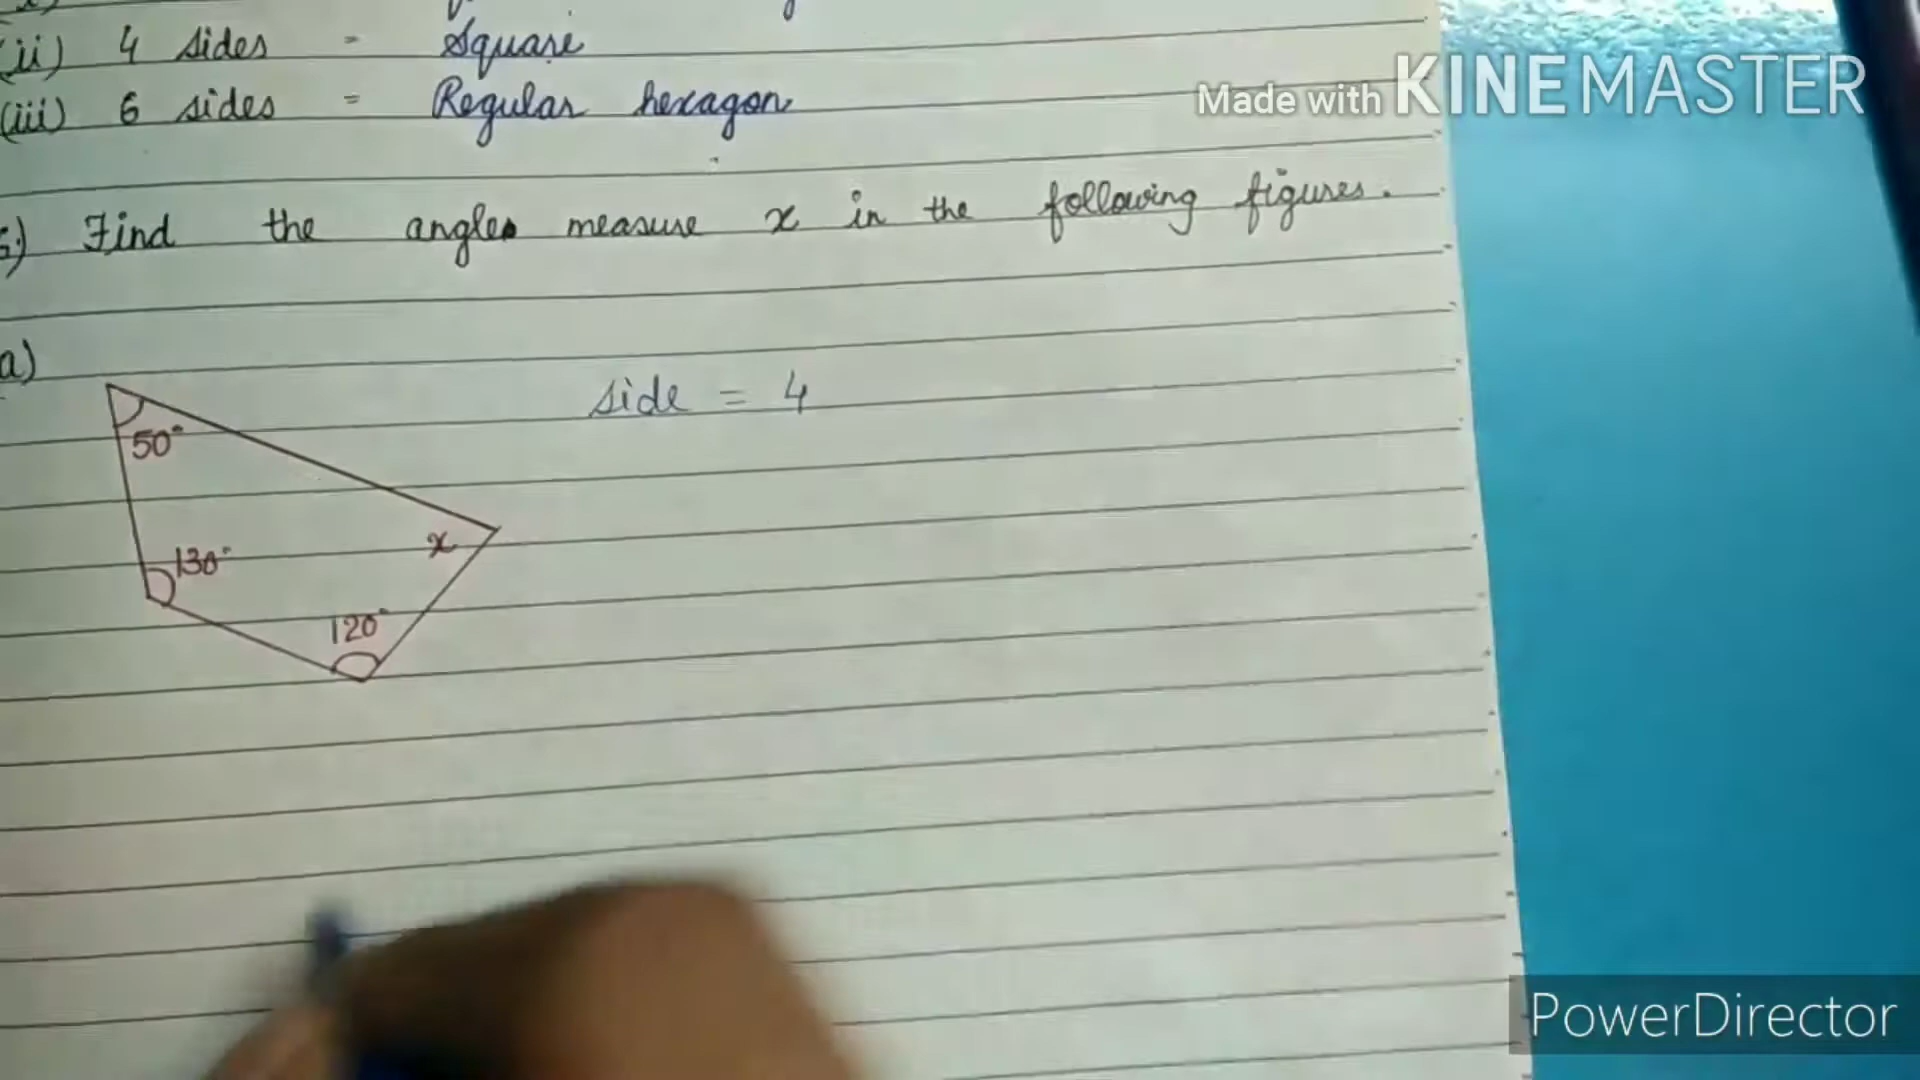 (ii) 4 sides - Square
(iii) 6 sides = Regular hexagon
Made with KINEMASTER
Find the angles measure x in the following figures.
a)
side = 4
50°
130°
x
120°
PowerDirector